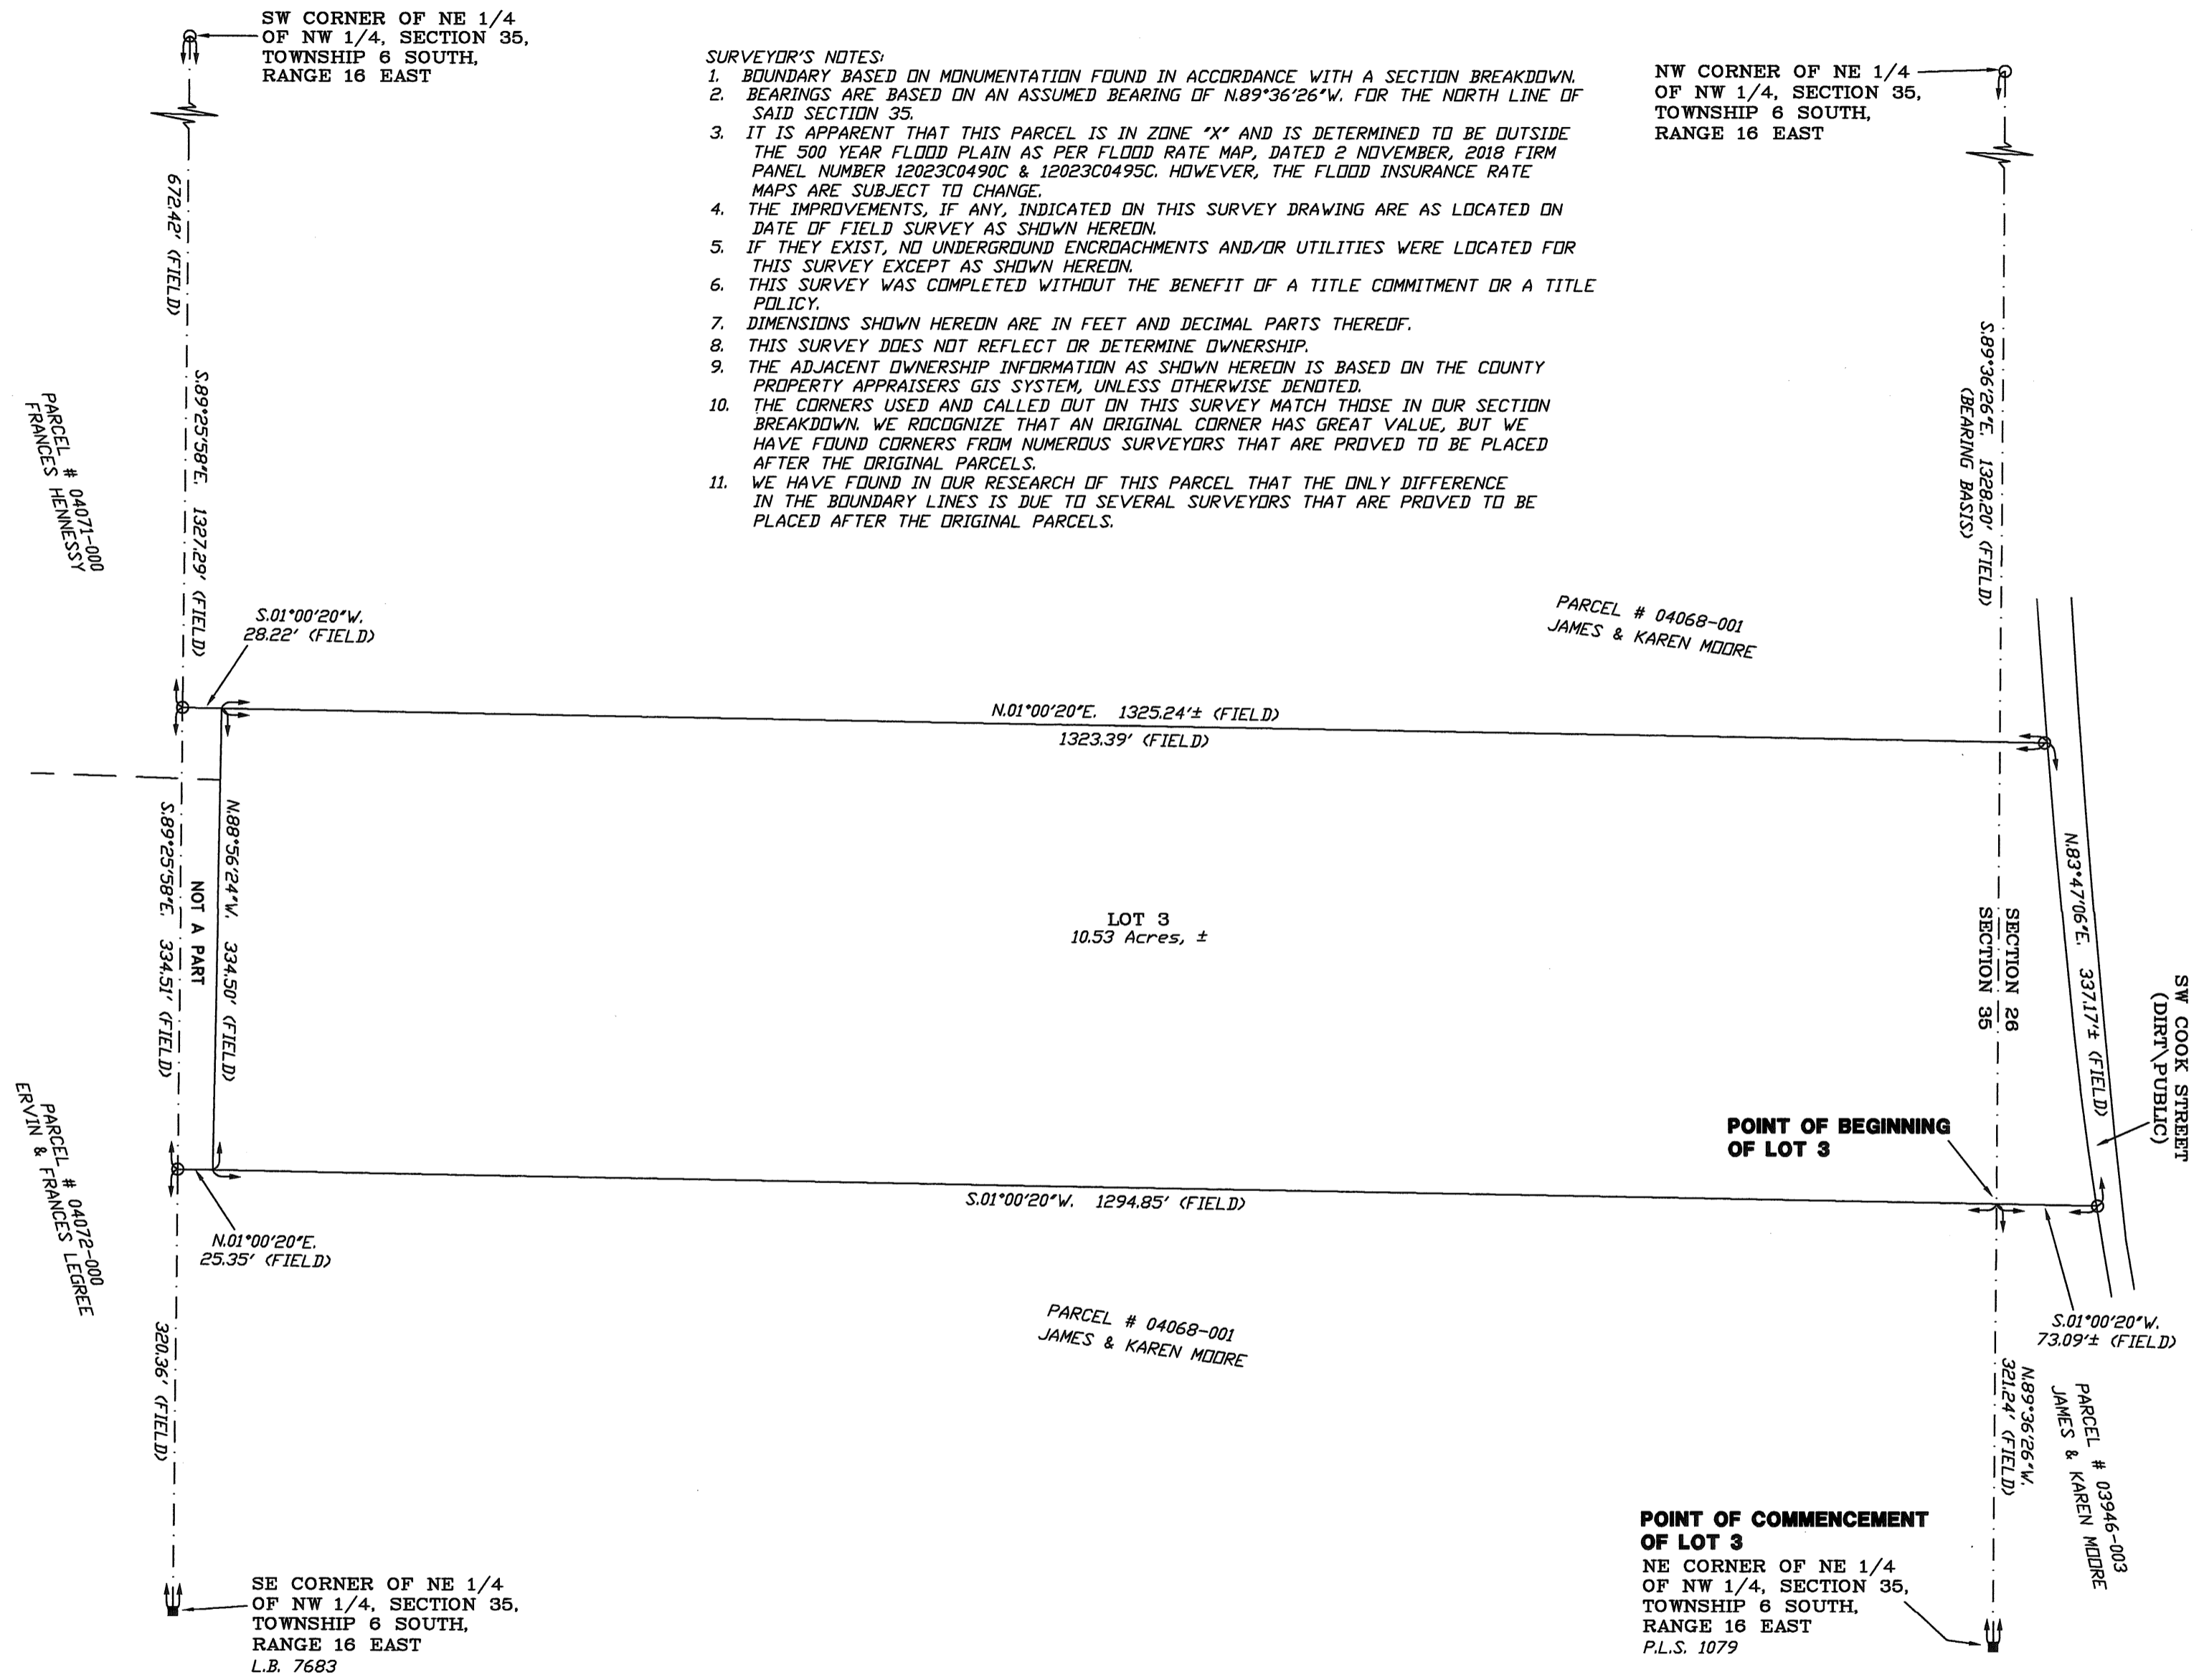 SW CORNER OF NE 1/4
OF NW 1/4, SECTION 35,
TOWNSHIP 6 SOUTH,
RANGE 16 EAST
SURVEYOR'S NOTES:
1. BOUNDARY BASED ON MONUMENTATION FOUND IN ACCORDANCE WITH A SECTION BREAKDOWN.
2. BEARINGS ARE BASED ON AN ASSUMED BEARING OF N.89°36'26"W. FOR THE NORTH LINE OF
SAID SECTION 35.
3. IT IS APPARENT THAT THIS PARCEL IS IN ZONE "X" AND IS DETERMINED TO BE OUTSIDE
THE 500 YEAR FLOOD PLAIN AS PER FLOOD RATE MAP, DATED 2 NOVEMBER, 2018 FIRM
PANEL NUMBER 12023C0490C & 12023C0495C. HOWEVER, THE FLOOD INSURANCE RATE
MAPS ARE SUBJECT TO CHANGE.
4. THE IMPROVEMENTS, IF ANY, INDICATED ON THIS SURVEY DRAWING ARE AS LOCATED ON
DATE OF FIELD SURVEY AS SHOWN HEREON.
5. IF THEY EXIST, NO UNDERGROUND ENCROACHMENTS AND/OR UTILITIES WERE LOCATED FOR
THIS SURVEY EXCEPT AS SHOWN HEREON.
6. THIS SURVEY WAS COMPLETED WITHOUT THE BENEFIT OF A TITLE COMMITMENT OR A TITLE
POLICY.
7. DIMENSIONS SHOWN HEREON ARE IN FEET AND DECIMAL PARTS THEREOF.
8. THIS SURVEY DOES NOT REFLECT OR DETERMINE OWNERSHIP.
9. THE ADJACENT OWNERSHIP INFORMATION AS SHOWN HEREON IS BASED ON THE COUNTY
PROPERTY APPRAISERS GIS SYSTEM, UNLESS OTHERWISE DENOTED.
10. THE CORNERS USED AND CALLED OUT ON THIS SURVEY MATCH THOSE IN OUR SECTION
BREAKDOWN. WE ROCOGNIZE THAT AN ORIGINAL CORNER HAS GREAT VALUE, BUT WE
HAVE FOUND CORNERS FROM NUMEROUS SURVEYORS THAT ARE PROVED TO BE PLACED
AFTER THE ORIGINAL PARCELS.
11. WE HAVE FOUND IN OUR RESEARCH OF THIS PARCEL THAT THE ONLY DIFFERENCE
IN THE BOUNDARY LINES IS DUE TO SEVERAL SURVEYORS THAT ARE PROVED TO BE
PLACED AFTER THE ORIGINAL PARCELS.
NW CORNER OF NE 1/4
OF NW 1/4, SECTION 35,
TOWNSHIP 6 SOUTH,
RANGE 16 EAST
672.42' (FIELD)
S.89°25'58"E. 1327.29' (FIELD)
PARCEL # 04071-000
FRANCES HENNESSY
S.89°36'26"E. 1328.20' (FIELD)
(BEARING BASIS)
S.01°00'20"W.
28.22' (FIELD)
PARCEL # 04068-001
JAMES & KAREN MOORE
N.01°00'20"E. 1325.24'± (FIELD)
1323.39' (FIELD)
S.89°25'58"E. 334.51' (FIELD)
NOT A PART
N.88°56'24"W. 334.50' (FIELD)
LOT 3
10.53 Acres, ±
SECTION 26
SECTION 35
N.83°47'06"E. 337.17'± (FIELD)
SW COOK STREET
(DIRT\PUBLIC)
POINT OF BEGINNING
OF LOT 3
S.01°00'20"W. 1294.85' (FIELD)
PARCEL # 04072-000
ERVIN & FRANCES LEGREE
N.01°00'20"E.
25.35' (FIELD)
320.36' (FIELD)
PARCEL # 04068-001
JAMES & KAREN MOORE
S.01°00'20"W.
73.09'± (FIELD)
N.89°36'26"W.
321.24' (FIELD)
PARCEL # 03946-003
JAMES & KAREN MOORE
SE CORNER OF NE 1/4
OF NW 1/4, SECTION 35,
TOWNSHIP 6 SOUTH,
RANGE 16 EAST
L.B. 7683
POINT OF COMMENCEMENT
OF LOT 3
NE CORNER OF NE 1/4
OF NW 1/4, SECTION 35,
TOWNSHIP 6 SOUTH,
RANGE 16 EAST
P.L.S. 1079